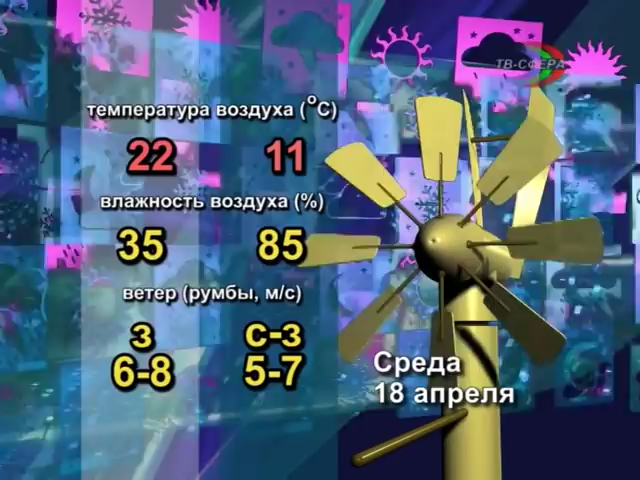 ТВ-СФЕРА
температура воздуха (°C)
22 11
влажность воздуха (%)
35 85
ветер (румбы, м/с)
з с-з
6-8 5-7
Среда
18 апреля